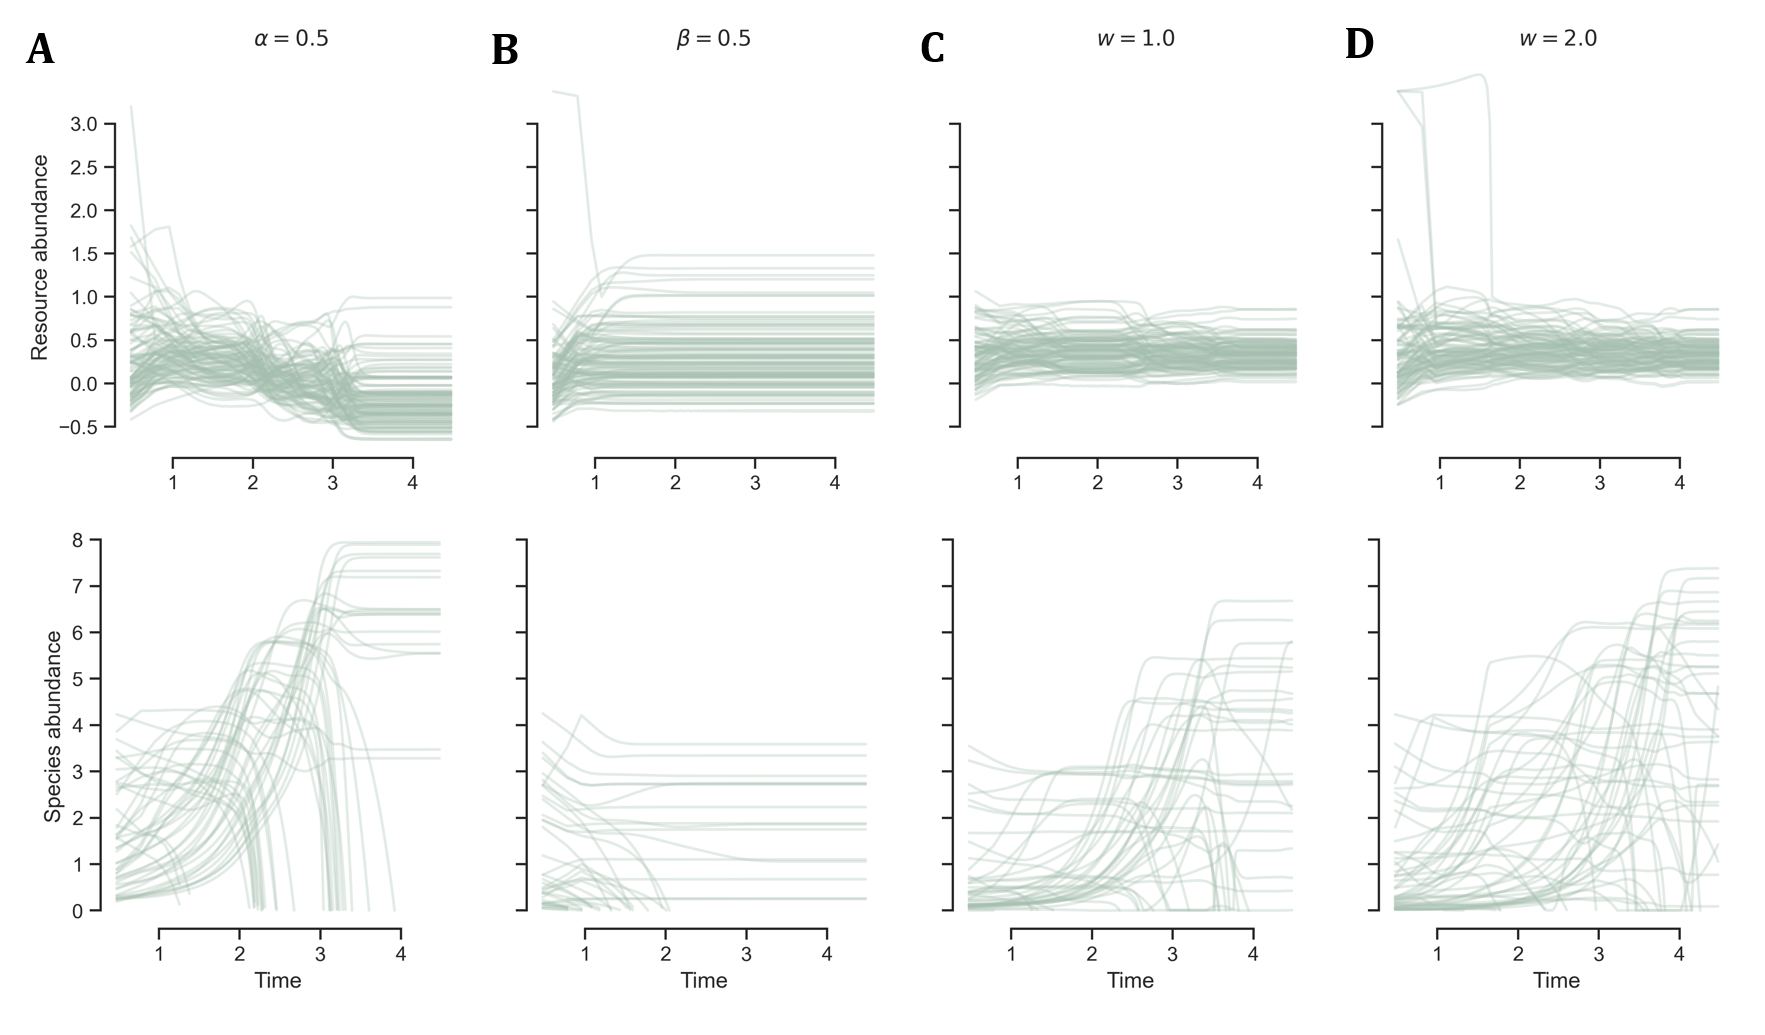 A α = 0.5 B β = 0.5 C w = 1.0 D w = 2.0
Resource abundance
3.0
2.5
2.0
1.5
1.0
0.5
0.0
−0.5
1 2 3 4 1 2 3 4 1 2 3 4 1 2 3 4
Species abundance
8
7
6
5
4
3
2
1
0
1 2 3 4 1 2 3 4 1 2 3 4 1 2 3 4
Time Time Time Time